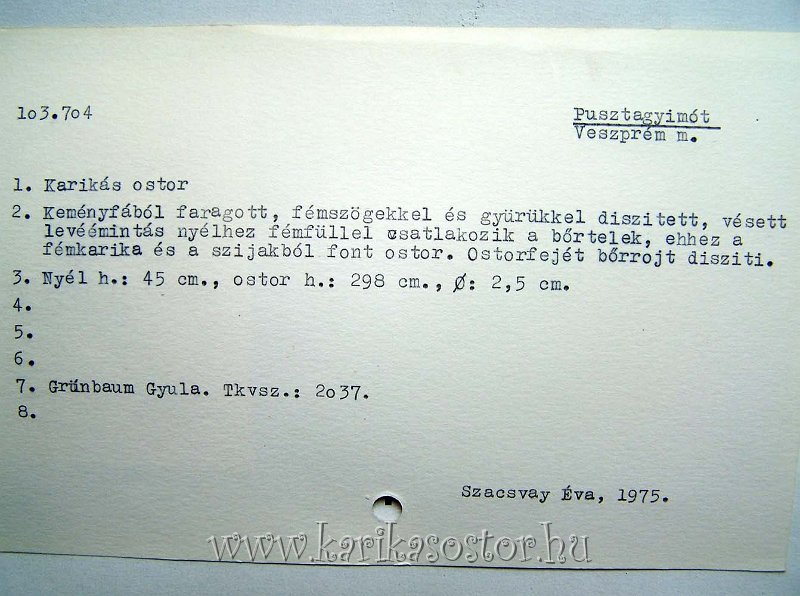 lo3.7o4
Pusztagyimót
Veszprém m.
1. Karikás ostor
2. Keményfából faragott, fémszögekkel és gyürükkel diszitett, vésett
levéémintás nyélhez fémfüllel csatlakozik a bőrtelek, ehhez a
fémkarika és a szijakból font ostor. Ostorfejét bőrrojt disziti.
3. Nyél h.: 45 cm., ostor h.: 298 cm., Ø: 2,5 cm.
4.
5.
6.
7. Grünbaum Gyula. Tkvsz.: 2o37.
8.
Szacsvay Éva, 1975.
www.karikasostor.hu